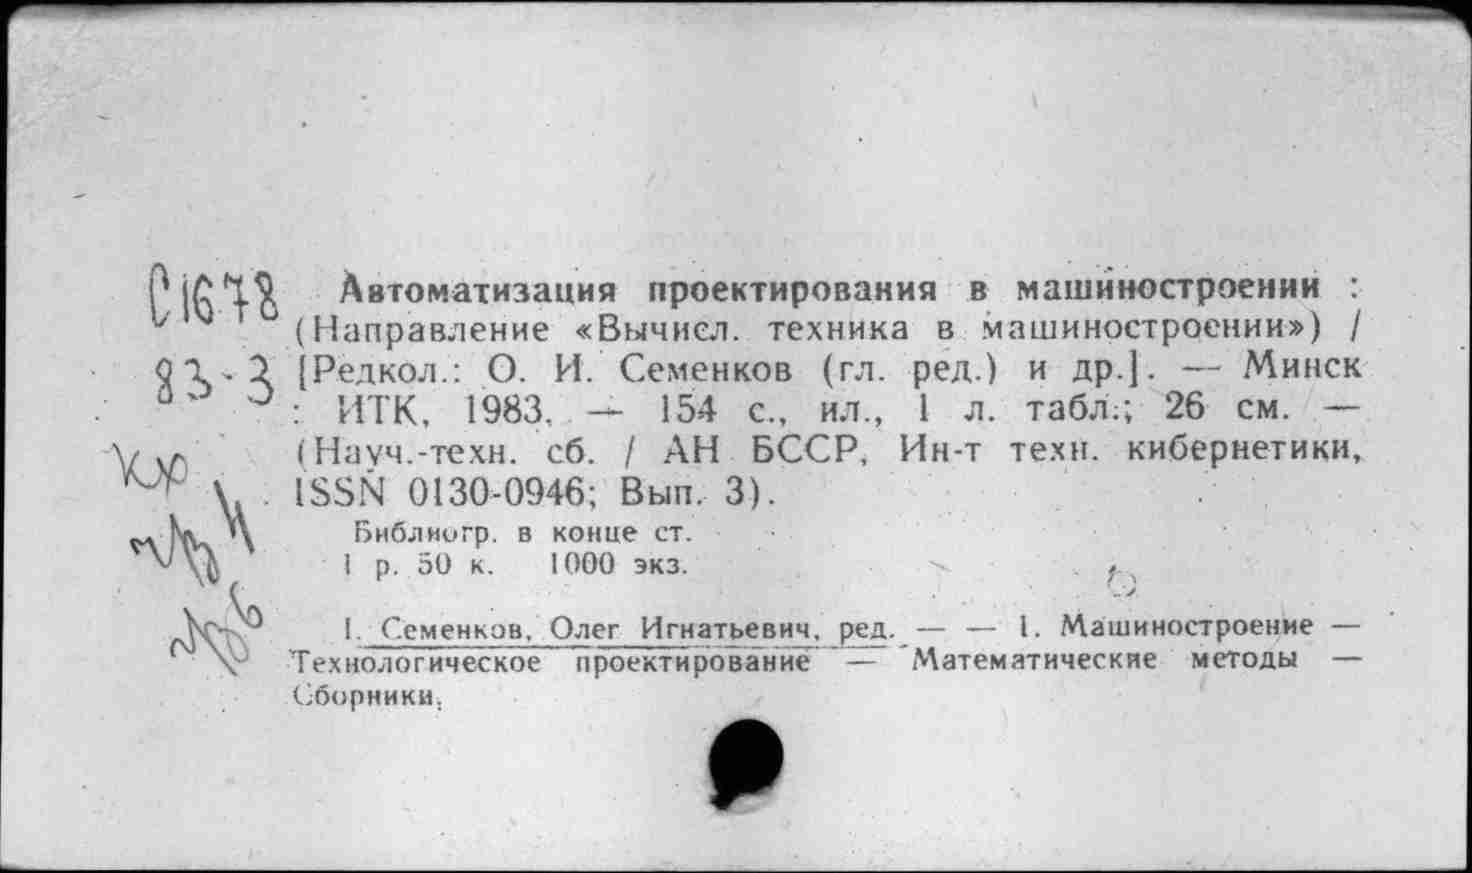 С1678
83-3
Автоматизация проектирования в машиностроении :
(Направление «Вычисл. техника в машиностроении») /
[Редкол.: О. И. Семенков (гл. ред.) и др.]. — Минск
: ИТК, 1983. — 154 с., ил., 1 л. табл.; 26 см. —
(Науч.-техн. сб. / АН БССР, Ин-т техн. кибернетики,
ISSN 0130-0946; Вып. 3).
Библиогр. в конце ст.
1 р. 50 к. 1000 экз.
1. Семенков, Олег Игнатьевич, ред. — — 1. Машиностроение —
Технологическое проектирование — Математические методы —
Сборники.